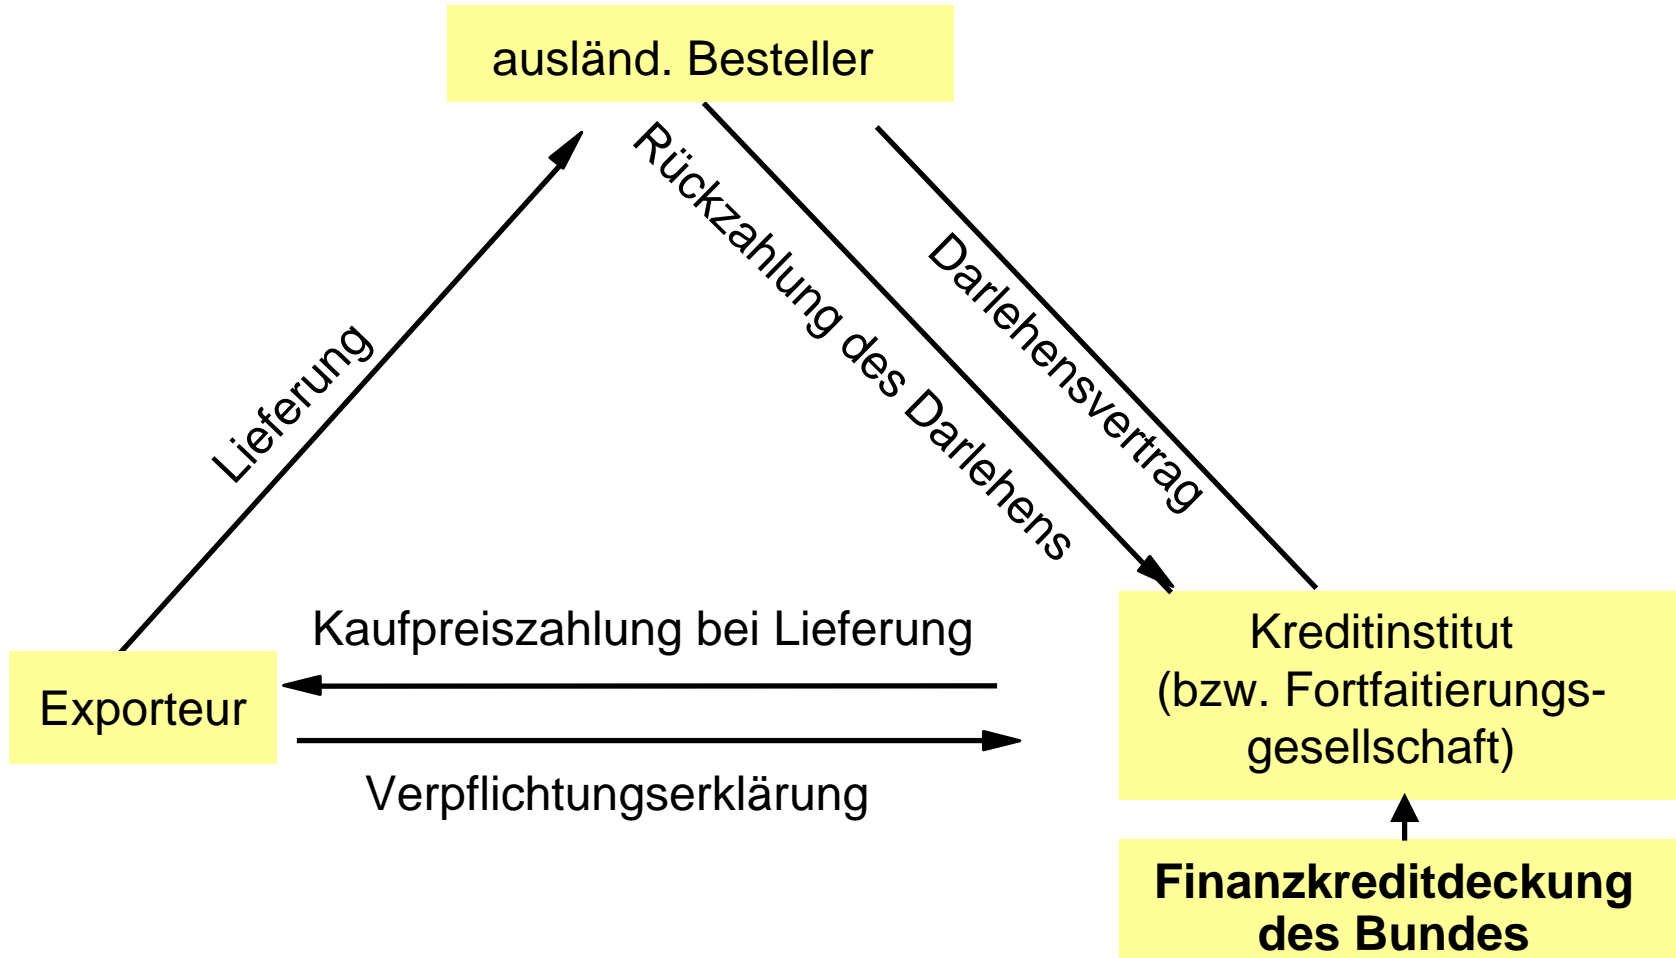 ausländ. Besteller
Rückzahlung des Darlehens
Darlehensvertrag
Lieferung
Kaufpreiszahlung bei Lieferung
Exporteur
Verpflichtungserklärung
Kreditinstitut
(bzw. Fortfaitierungs-
gesellschaft)
Finanzkreditdeckung
des Bundes